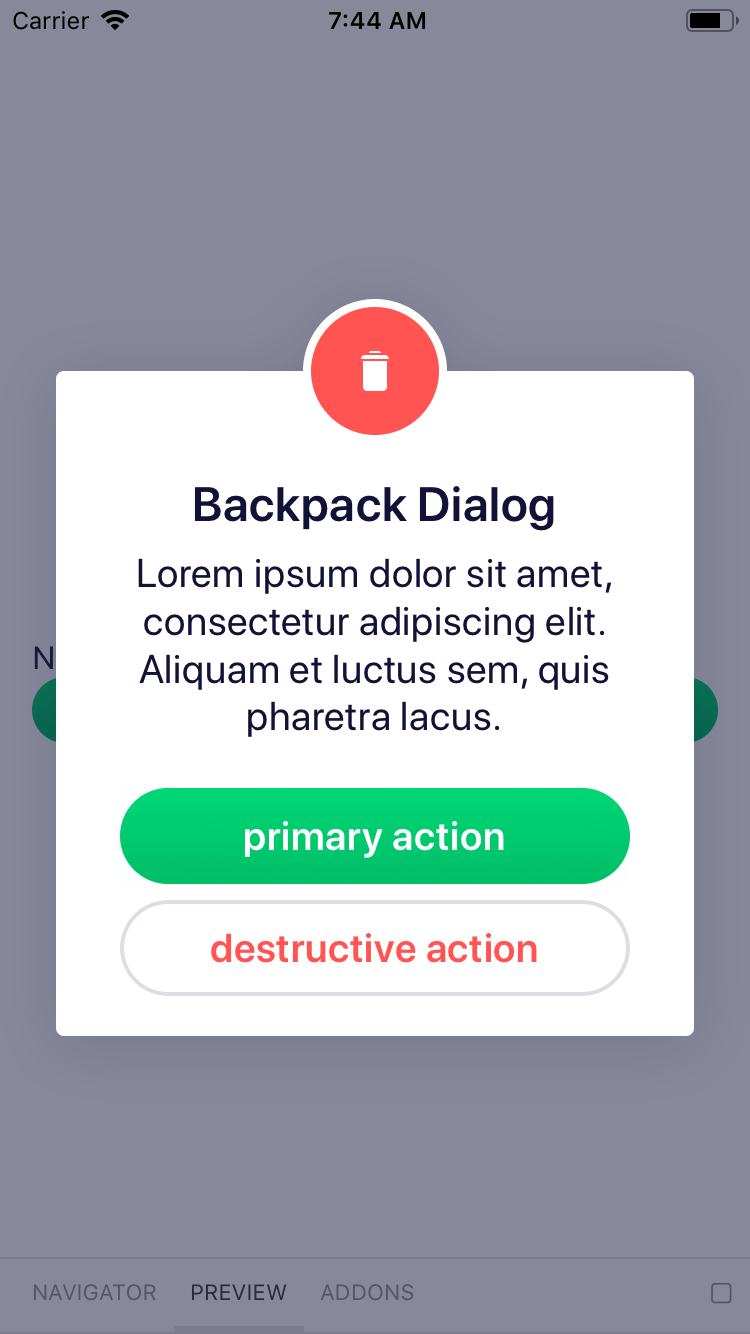 Carrier 7:44 AM
Backpack Dialog
Lorem ipsum dolor sit amet,
consectetur adipiscing elit.
Aliquam et luctus sem, quis
pharetra lacus.
N
primary action
destructive action
NAVIGATOR PREVIEW ADDONS